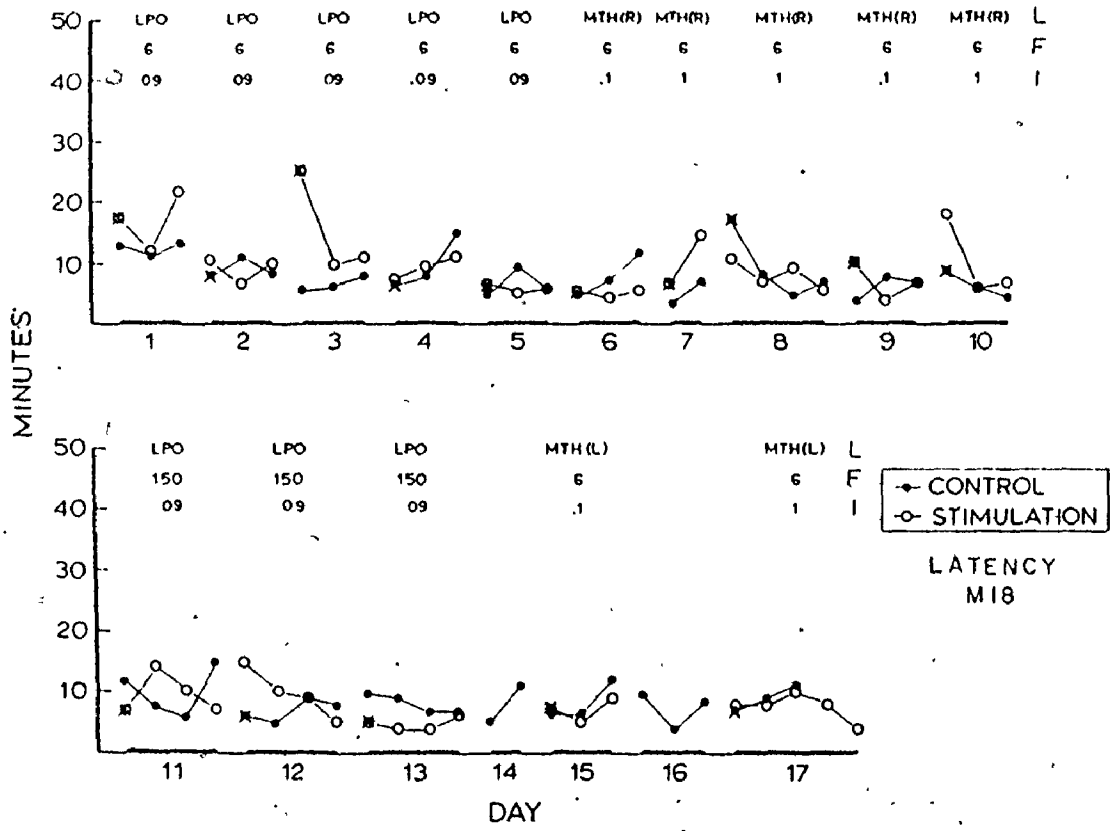 50 LPO LPO LPO LPO LPO MTH(R) MTH(R) MTH(R) MTH(R) MTH(R) L
6 6 6 6 6 6 6 6 6 6 F
40 09 09 09 .09 09 .1 1 1 .1 1 I
30
20
10
1 2 3 4 5 6 7 8 9 10
MINUTES
50 LPO LPO LPO MTH(L) MTH(L) L
150 150 150 6 6 F
40 09 09 09 .1 1 I
CONTROL
STIMULATION
30
LATENCY
M18
20
10
11 12 13 14 15 16 17
DAY